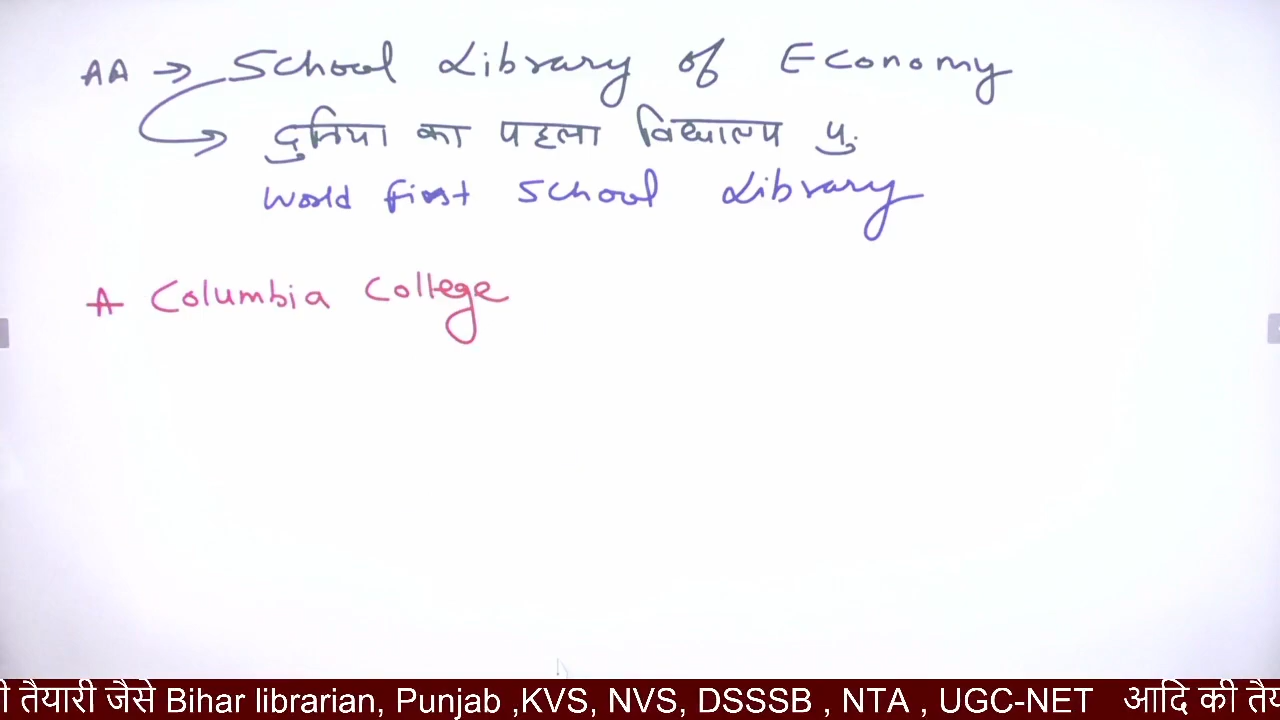 AA → School Library of Economy
दुनिया का पहला विद्यालय पु.
World first School Library
A Columbia College
ी तैयारी जैसे Bihar librarian, Punjab ,KVS, NVS, DSSSB , NTA , UGC-NET आदि की तैय